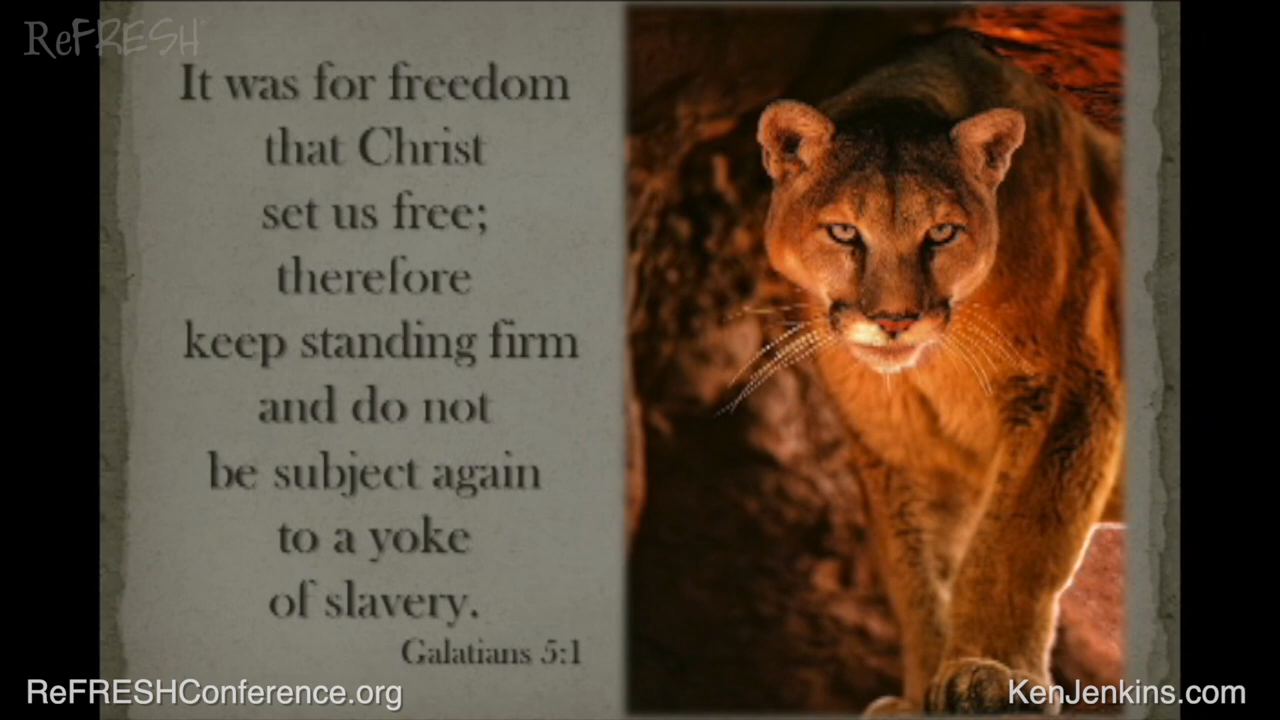 ReFRESH
It was for freedom
that Christ
set us free;
therefore
keep standing firm
and do not
be subject again
to a yoke
of slavery.
Galatians 5:1
ReFRESHConference.org
KenJenkins.com